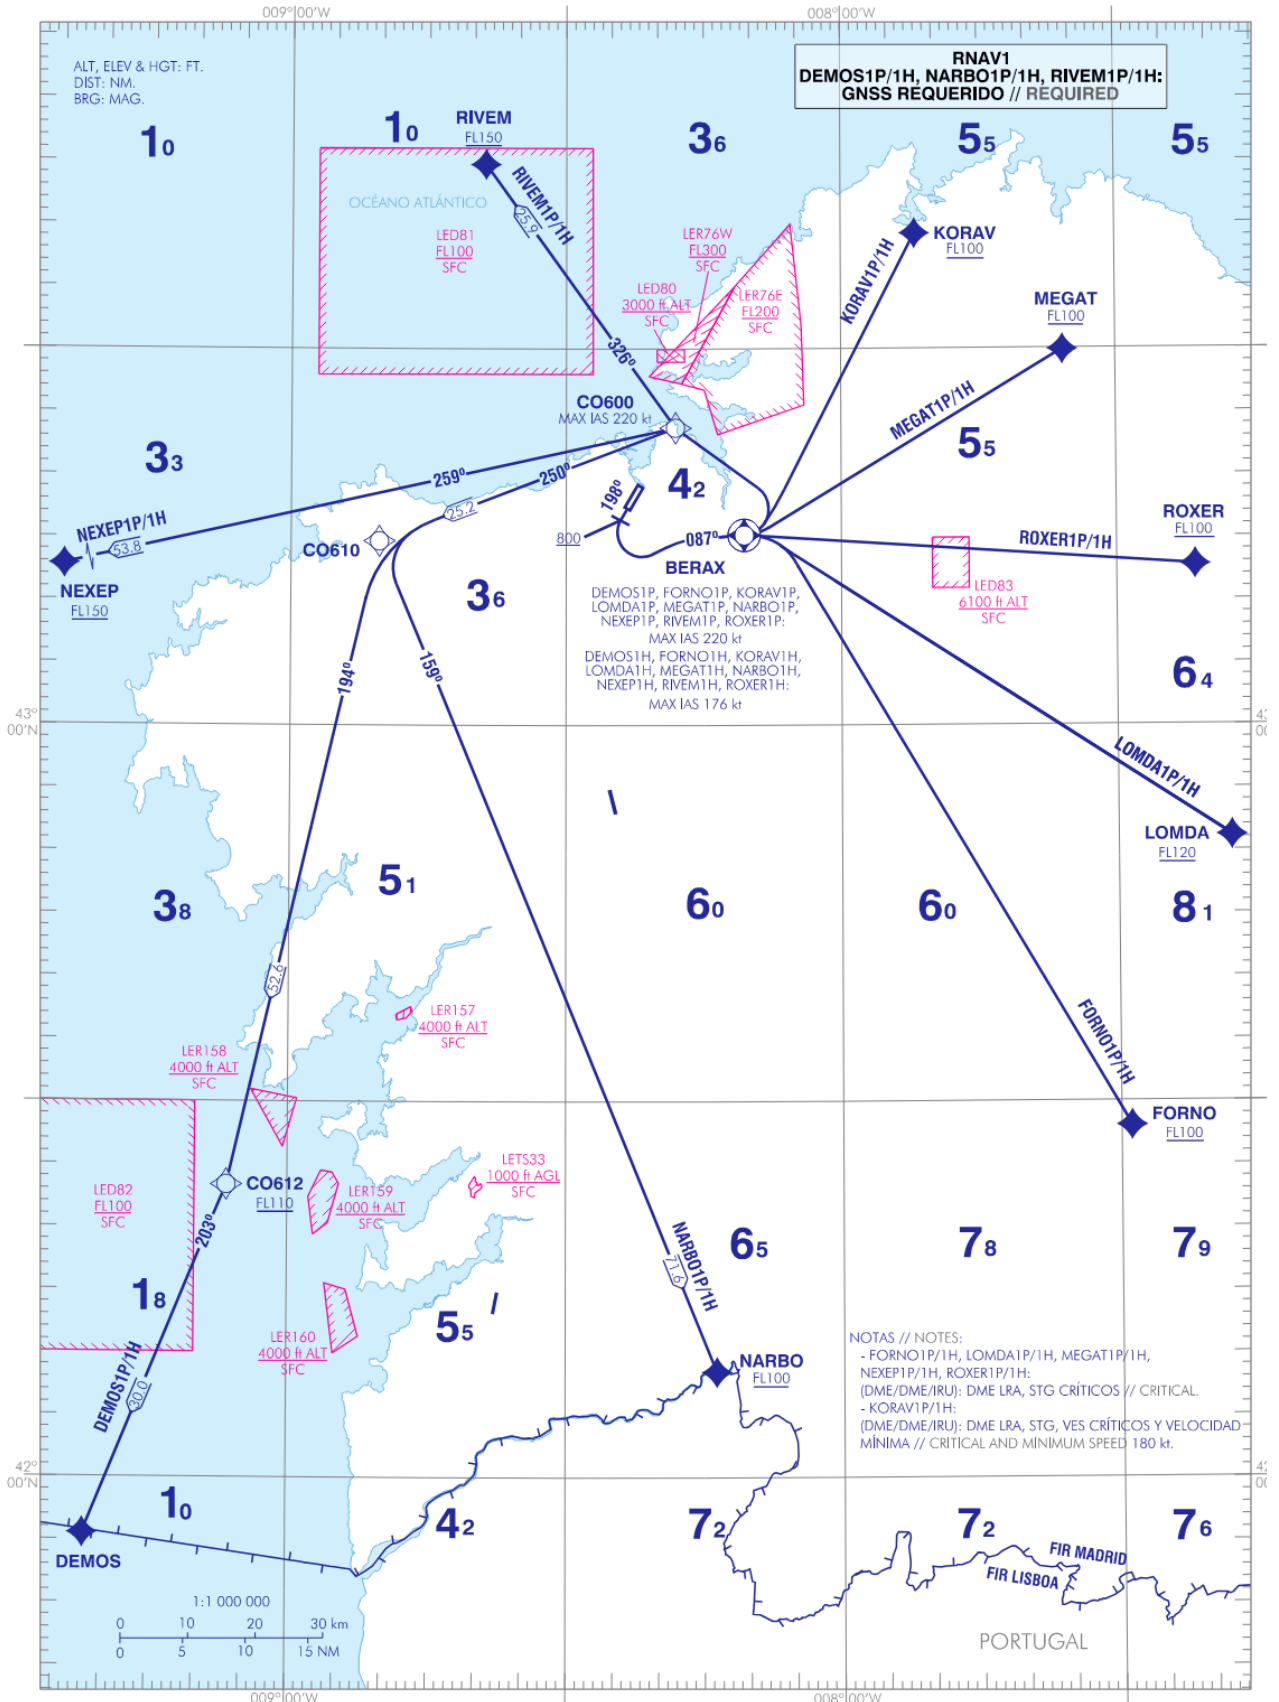 009°00'W
008°00'W
ALT, ELEV & HGT: FT.
DIST: NM.
BRG: MAG.
RNAV1
DEMOS1P/1H, NARBO1P/1H, RIVEM1P/1H:
GNSS REQUERIDO // REQUIRED
RIVEM
FL150
10
10
36
55
55
RIVEM1P/1H
25.9
OCÉANO ATLÁNTICO
LED81
FL100
SFC
LER76W
FL300
SFC
KORAV
FL100
KORAV1P/1H
LED80
3000 ft ALT
SFC
LER76E
FL200
SFC
MEGAT
FL100
326º
CO600
MAX IAS 220 kt
MEGAT1P/1H
33
259º
250º
42
55
198º
25.2
NEXEP1P/1H
53.8
CO610
800
087º
ROXER
FL100
ROXER1P/1H
NEXEP
FL150
36
BERAX
DEMOS1P, FORNO1P, KORAV1P,
LOMDA1P, MEGAT1P, NARBO1P,
NEXEP1P, RIVEM1P, ROXER1P:
MAX IAS 220 kt
DEMOS1H, FORNO1H, KORAV1H,
LOMDA1H, MEGAT1H, NARBO1H,
NEXEP1H, RIVEM1H, ROXER1H:
MAX IAS 176 kt
LED83
6100 ft ALT
SFC
194º
159º
64
43°
00'N
43
00
LOMDA1P/1H
LOMDA
FL120
38
51
60
60
81
52.6
LER157
4000 ft ALT
SFC
FORNO1P/1H
LER158
4000 ft ALT
SFC
FORNO
FL100
LED82
FL100
SFC
CO612
FL110
LER159
4000 ft ALT
SFC
LETS33
1000 ft AGL
SFC
203º
NARBO1P/1H
71.6
65
78
79
18
55
LER160
4000 ft ALT
SFC
DEMOS1P/1H
30.0
NARBO
FL100
NOTAS // NOTES:
- FORNO1P/1H, LOMDA1P/1H, MEGAT1P/1H,
NEXEP1P/1H, ROXER1P/1H:
(DME/DME/IRU): DME LRA, STG CRÍTICOS // CRITICAL.
- KORAV1P/1H:
(DME/DME/IRU): DME LRA, STG, VES CRÍTICOS Y VELOCIDAD
MÍNIMA // CRITICAL AND MINIMUM SPEED 180 kt.
42°
00'N
42
00
10
42
72
72
76
DEMOS
FIR MADRID
FIR LISBOA
1:1 000 000
0 10 20 30 km
0 5 10 15 NM
PORTUGAL
009°00'W
008°00'W